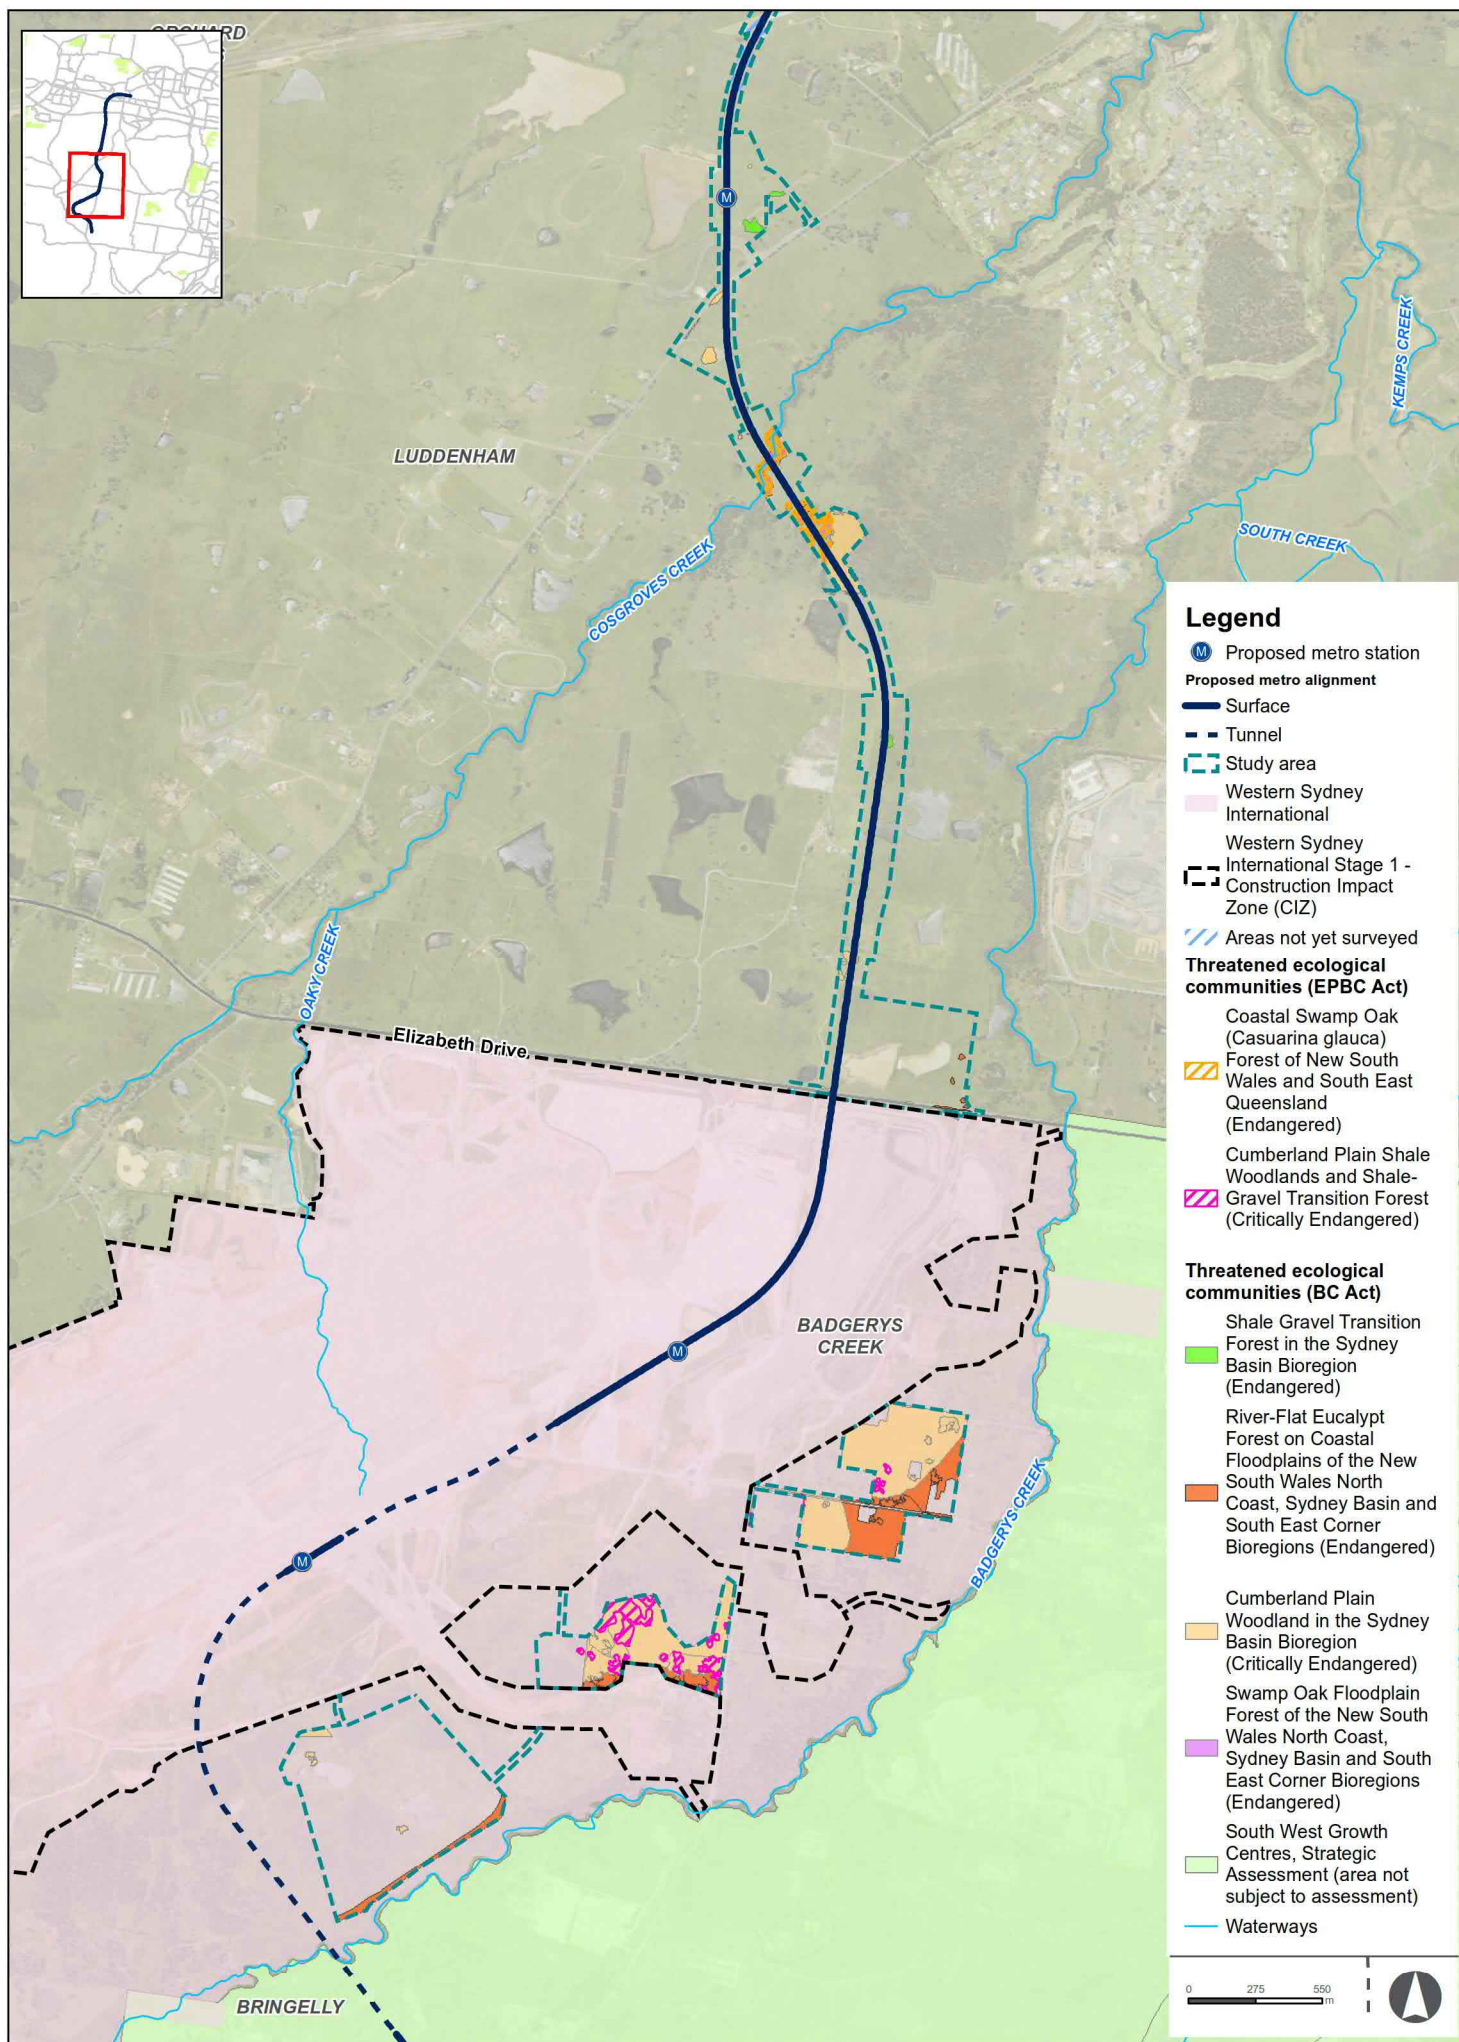 ORCHARD
M
LUDDENHAM
KEMPS CREEK
SOUTH CREEK
COSGROVES CREEK
OAKY CREEK
Elizabeth Drive
BADGERYS
CREEK
M
M
BADGERYS CREEK
BRINGELLY
Legend
M Proposed metro station
Proposed metro alignment
Surface
Tunnel
Study area
Western Sydney
International
Western Sydney
International Stage 1 -
Construction Impact
Zone (CIZ)
Areas not yet surveyed
Threatened ecological
communities (EPBC Act)
Coastal Swamp Oak
(Casuarina glauca)
Forest of New South
Wales and South East
Queensland
(Endangered)
Cumberland Plain Shale
Woodlands and Shale-
Gravel Transition Forest
(Critically Endangered)
Threatened ecological
communities (BC Act)
Shale Gravel Transition
Forest in the Sydney
Basin Bioregion
(Endangered)
River-Flat Eucalypt
Forest on Coastal
Floodplains of the New
South Wales North
Coast, Sydney Basin and
South East Corner
Bioregions (Endangered)
Cumberland Plain
Woodland in the Sydney
Basin Bioregion
(Critically Endangered)
Swamp Oak Floodplain
Forest of the New South
Wales North Coast,
Sydney Basin and South
East Corner Bioregions
(Endangered)
South West Growth
Centres, Strategic
Assessment (area not
subject to assessment)
Waterways
0 275 550
m